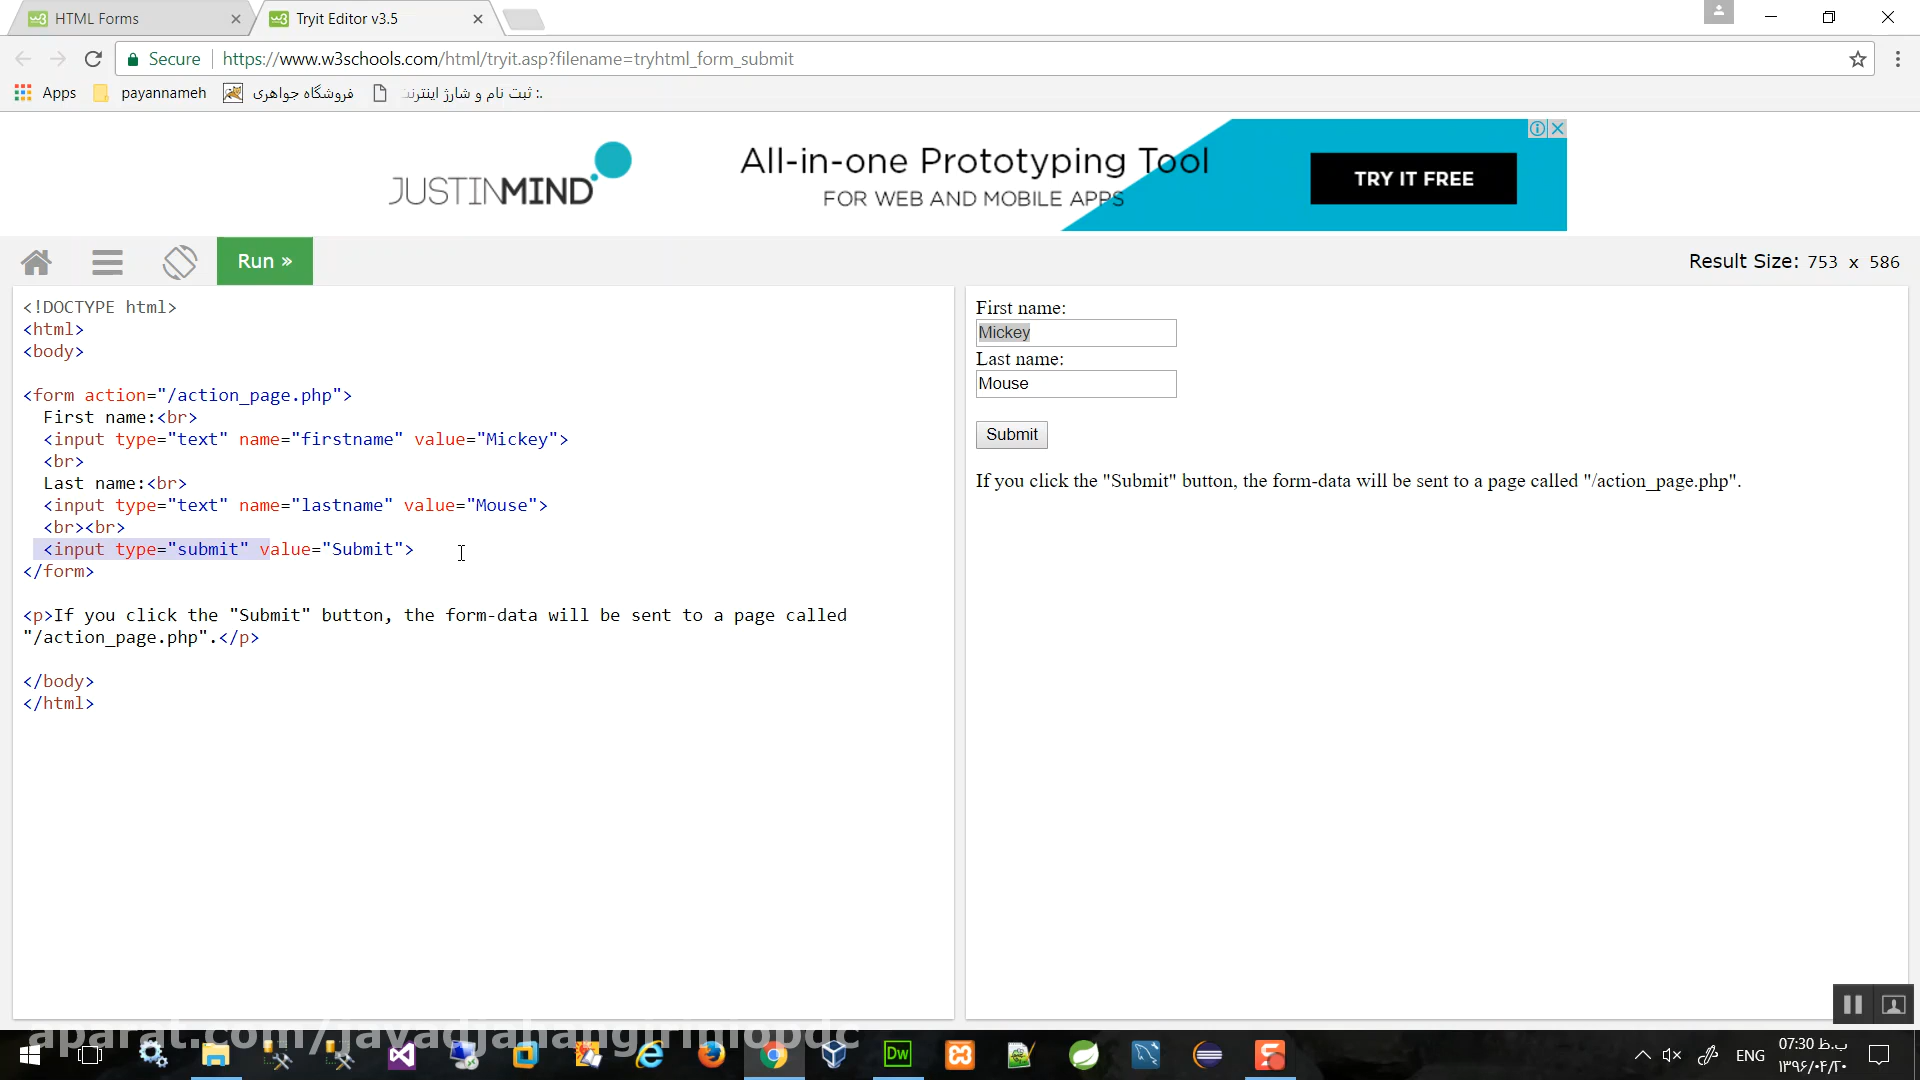 HTML Forms
Tryit Editor v3.5
Secure
https://www.w3schools.com/html/tryit.asp?filename=tryhtml_form_submit
Apps
payannameh
فروشگاه جواهری
.: ثبت نام و شارژ اینترنت
JUSTINMIND
All-in-one Prototyping Tool
FOR WEB AND MOBILE APPS
TRY IT FREE
Run »
Result Size: 753 x 586
<!DOCTYPE html>
<html>
<body>
<form action="/action_page.php">
First name:<br>
<input type="text" name="firstname" value="Mickey">
<br>
Last name:<br>
<input type="text" name="lastname" value="Mouse">
<br><br>
<input type="submit" value="Submit">
</form>
<p>If you click the "Submit" button, the form-data will be sent to a page called
"/action_page.php".</p>
</body>
</html>
First name:
Mickey
Last name:
Mouse
Submit
If you click the "Submit" button, the form-data will be sent to a page called "/action_page.php".
Dw
ENG
07:30 ب.ظ
۱۳۹۶/۰۴/۲۰